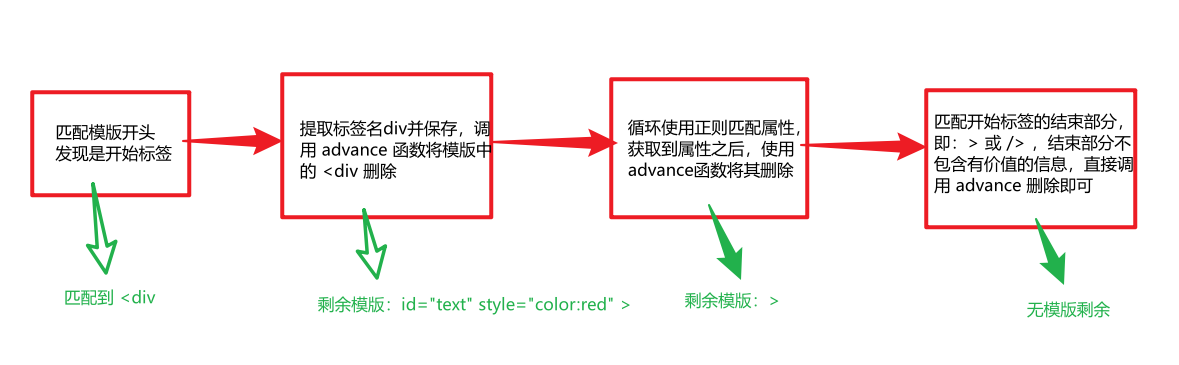 匹配模版开头
发现是开始标签
提取标签名div并保存，调
用 advance 函数将模版中
的 <div 删除
循环使用正则匹配属性，
获取到属性之后，使用
advance函数将其删除
匹配开始标签的结束部分，
即：> 或 />  ，结束部分不
包含有价值的信息，直接调
用 advance 删除即可
匹配到 <div
剩余模版：id="text" style="color:red" >
剩余模版：>
无模版剩余